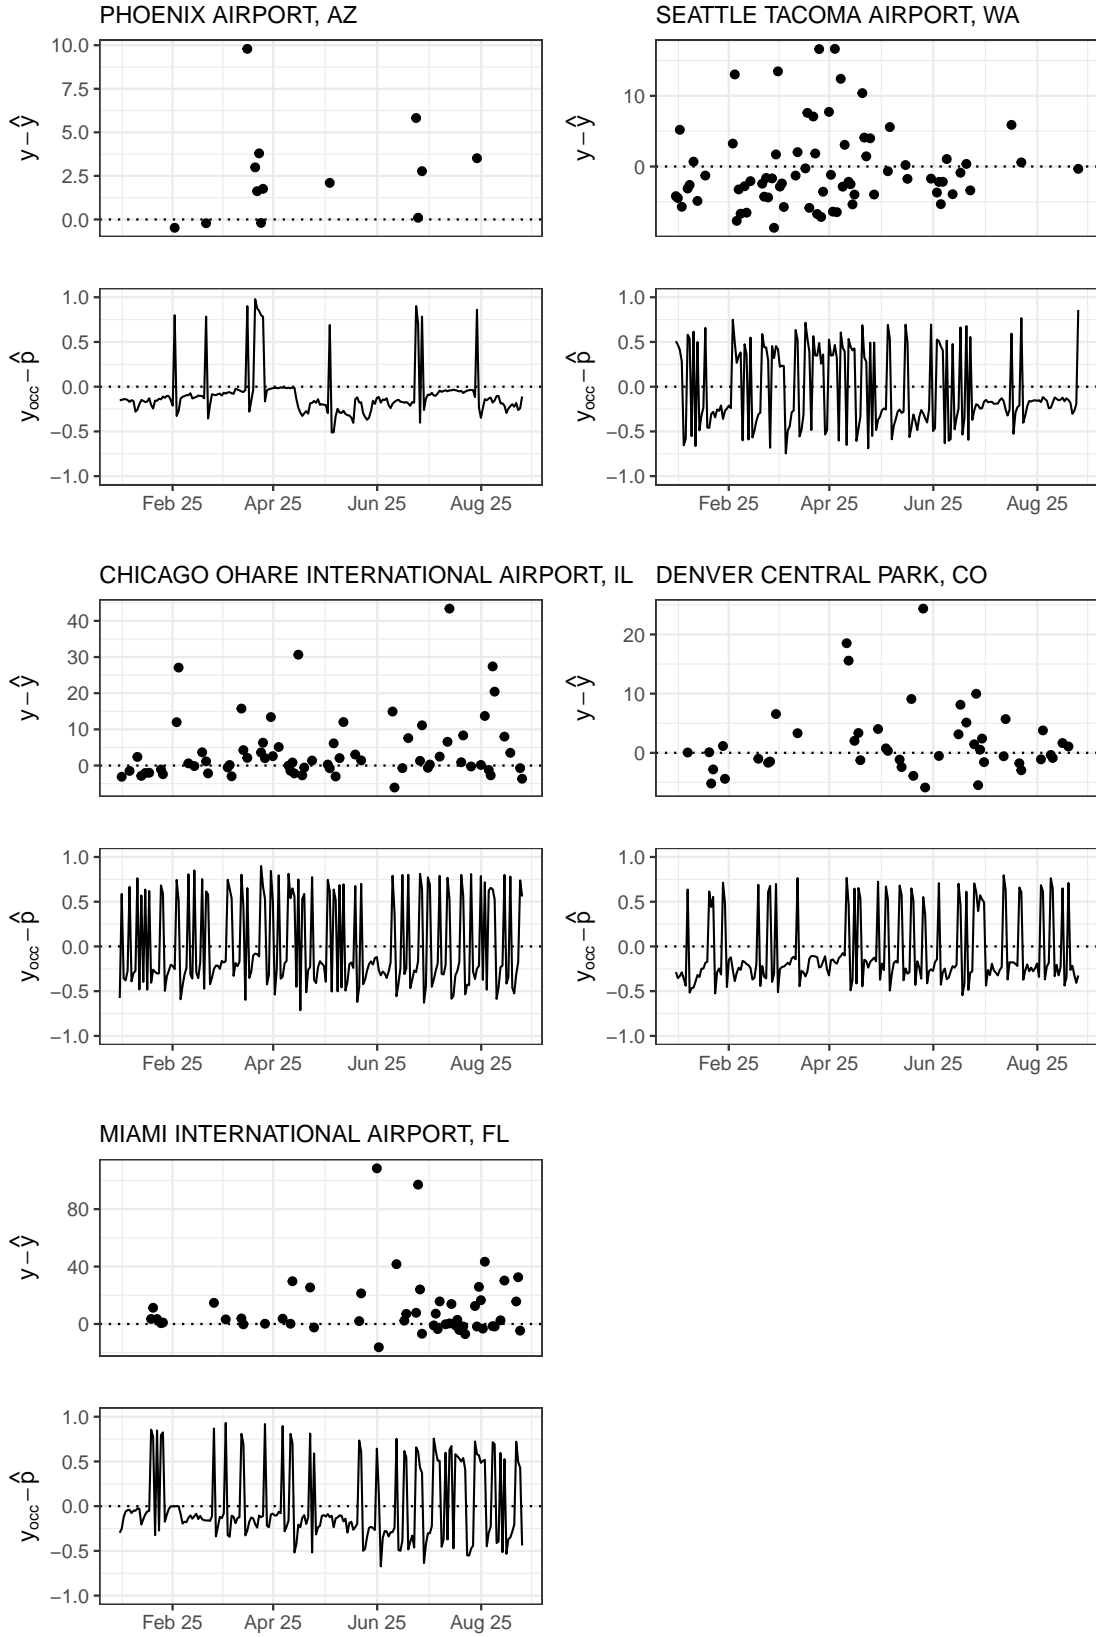 PHOENIX AIRPORT, AZ
10.0
7.5
5.0
2.5
0.0
y−ŷ
1.0
0.5
0.0
−0.5
−1.0
yocc−p̂
Feb 25 Apr 25 Jun 25 Aug 25
SEATTLE TACOMA AIRPORT, WA
10
0
y−ŷ
1.0
0.5
0.0
−0.5
−1.0
yocc−p̂
Feb 25 Apr 25 Jun 25 Aug 25
CHICAGO OHARE INTERNATIONAL AIRPORT, IL
40
30
20
10
0
y−ŷ
1.0
0.5
0.0
−0.5
−1.0
yocc−p̂
Feb 25 Apr 25 Jun 25 Aug 25
DENVER CENTRAL PARK, CO
20
10
0
y−ŷ
1.0
0.5
0.0
−0.5
−1.0
yocc−p̂
Feb 25 Apr 25 Jun 25 Aug 25
MIAMI INTERNATIONAL AIRPORT, FL
80
40
0
y−ŷ
1.0
0.5
0.0
−0.5
−1.0
yocc−p̂
Feb 25 Apr 25 Jun 25 Aug 25